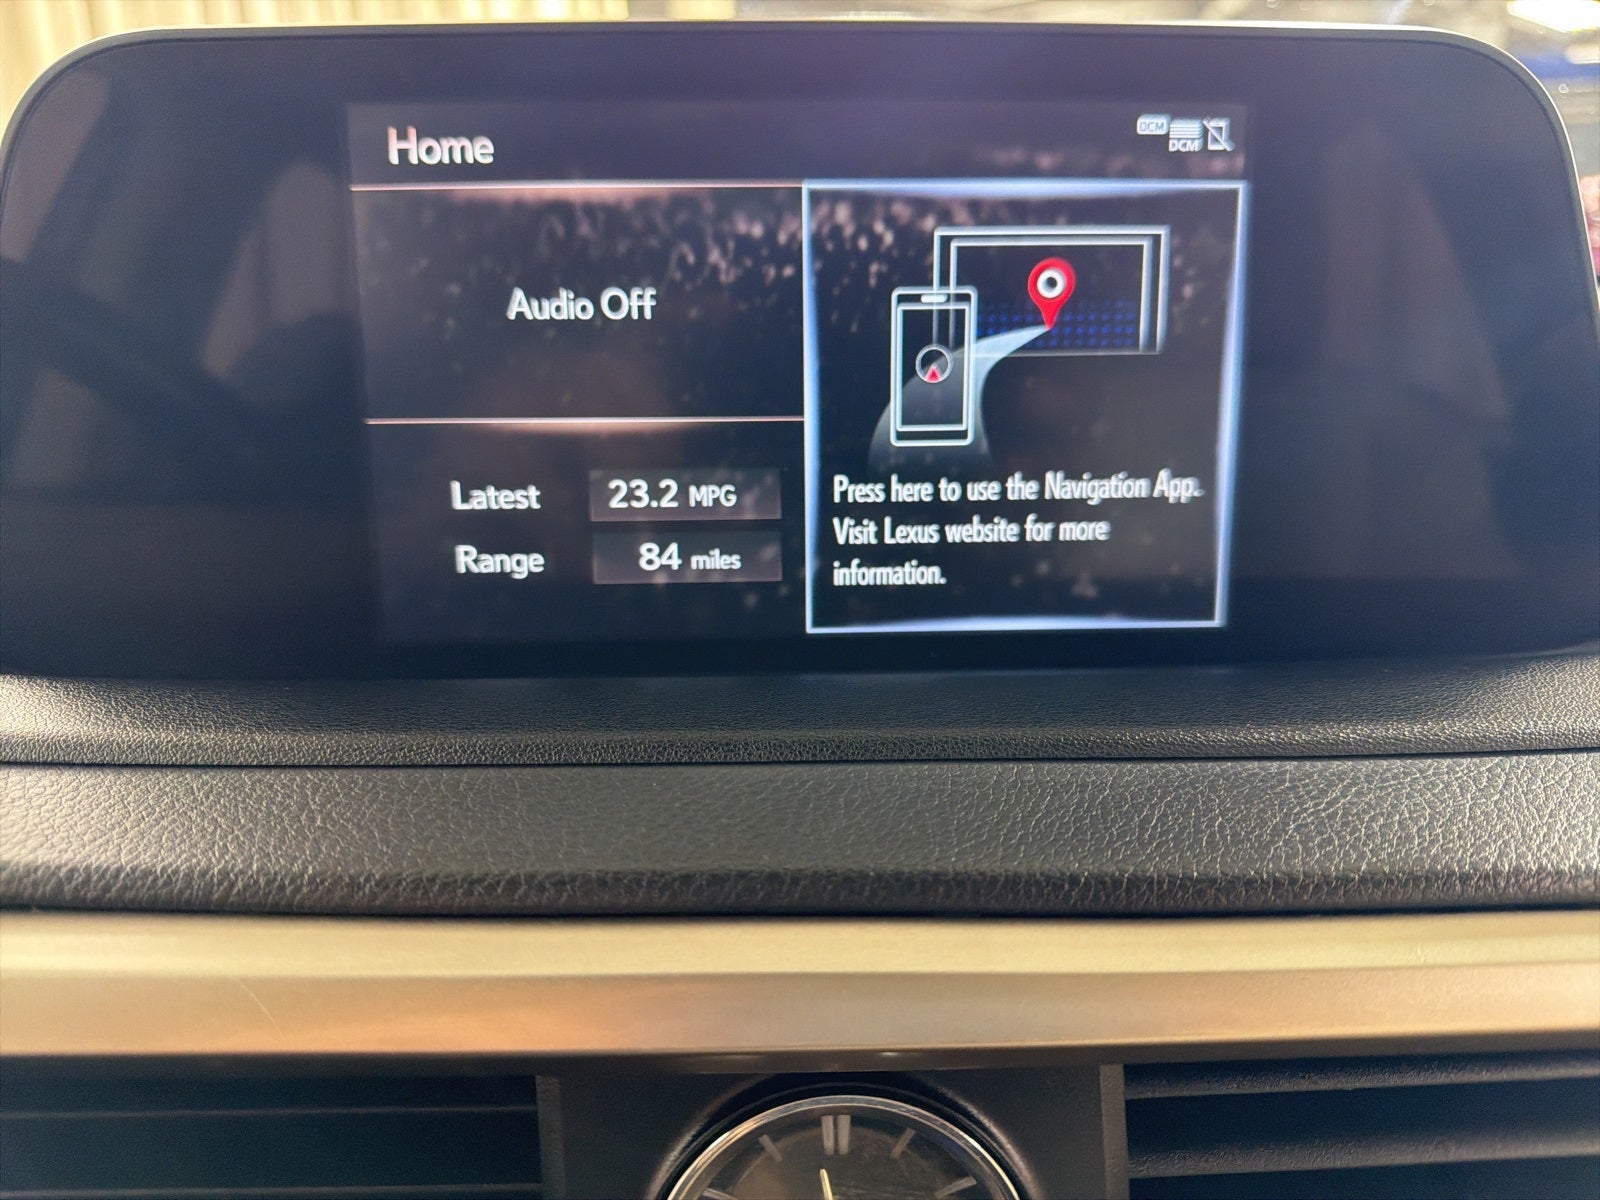 Home
DCM
DCM
Audio Off
Latest 23.2 MPG
Range 84 miles
Press here to use the Navigation App.
Visit Lexus website for more
information.